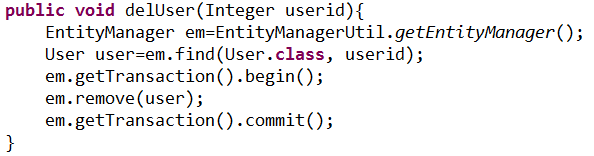 public void delUser(Integer userid){
    EntityManager em=EntityManagerUtil.getEntityManager();
    User user=em.find(User.class, userid);
    em.getTransaction().begin();
    em.remove(user);
    em.getTransaction().commit();
}